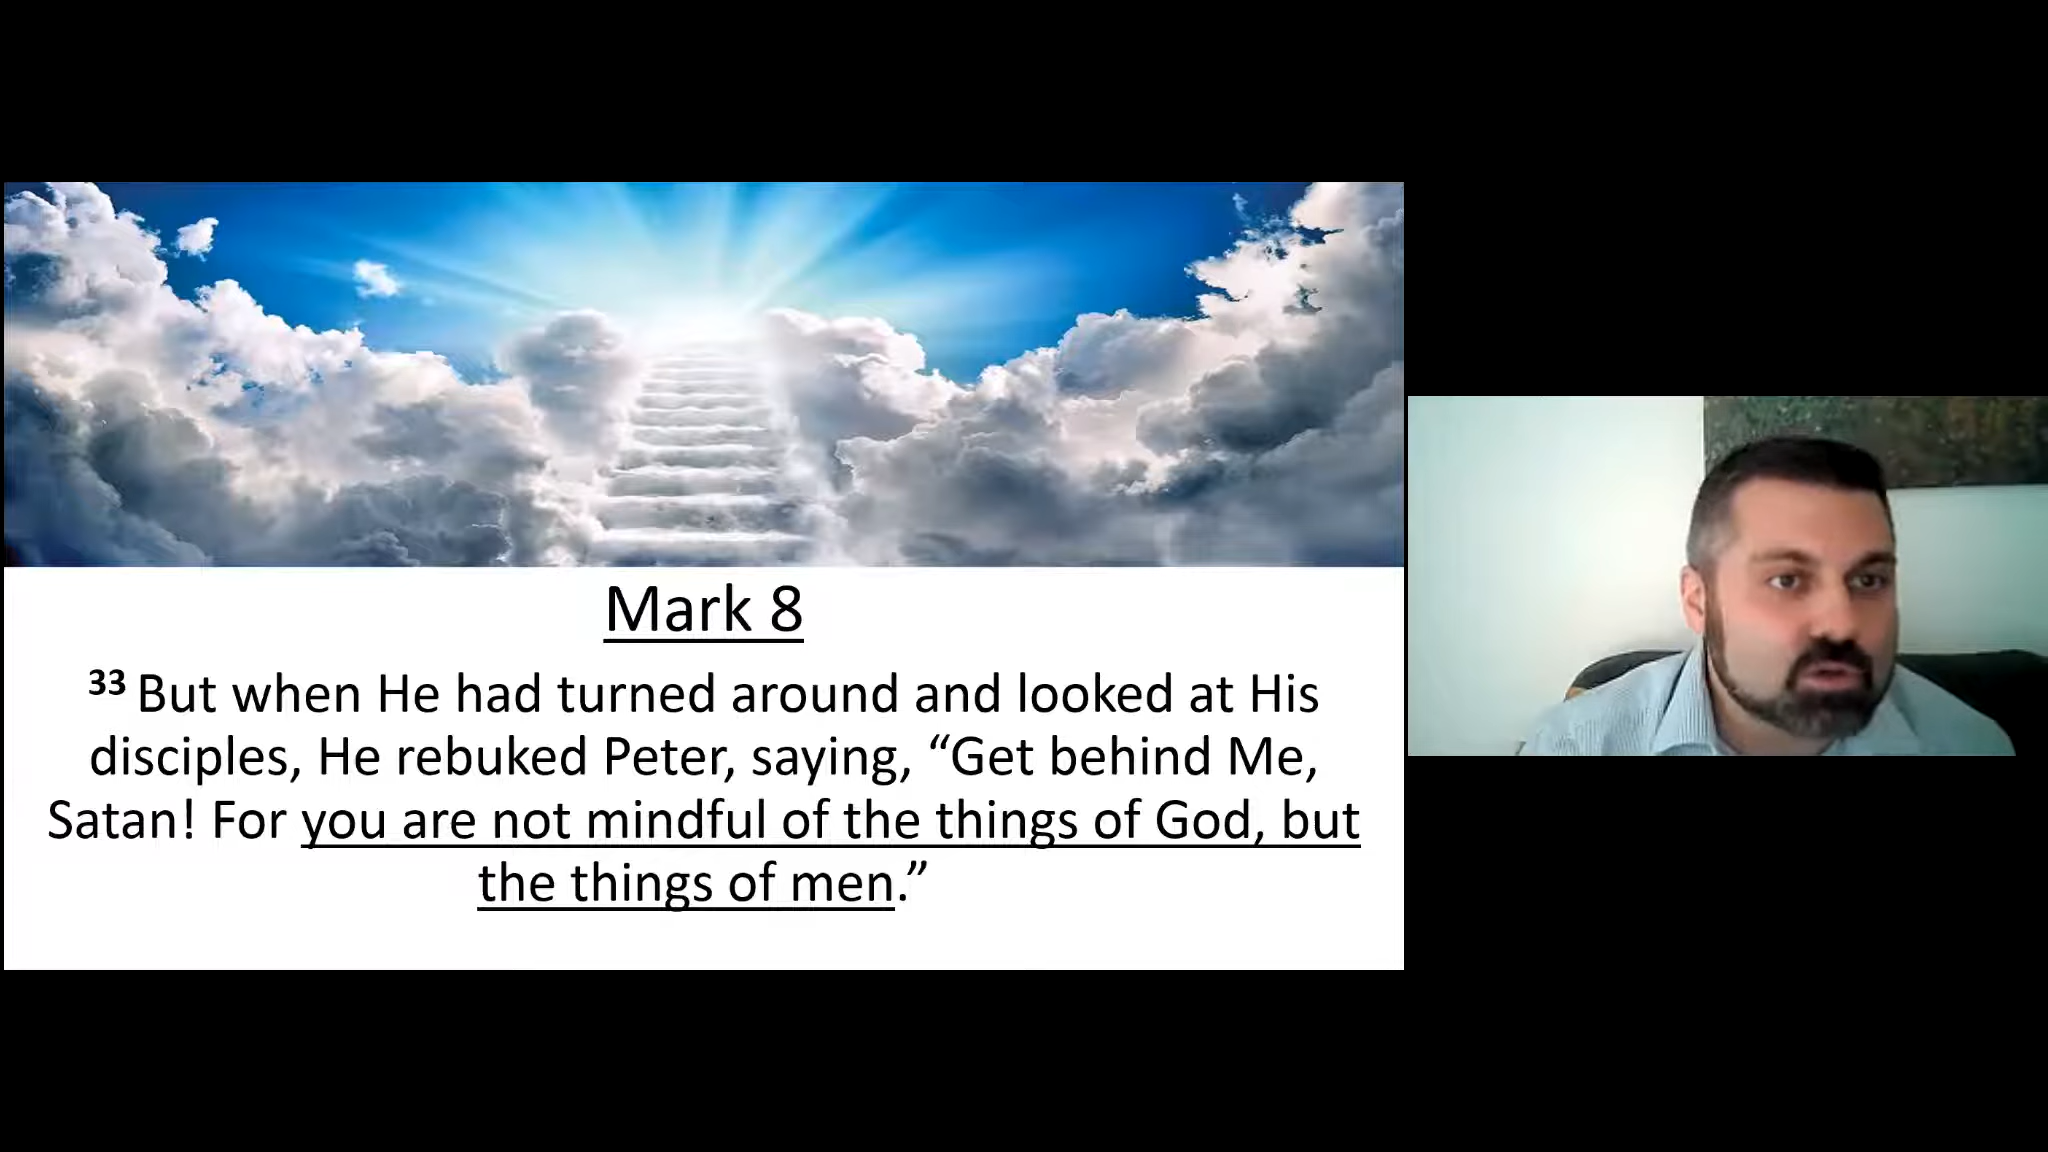 Mark 8
33 But when He had turned around and looked at His
disciples, He rebuked Peter, saying, “Get behind Me,
Satan! For you are not mindful of the things of God, but
the things of men.”